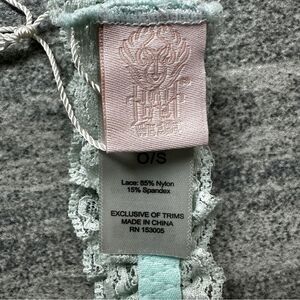 O/S
Lace: 85% Nylon
15% Spandex
EXCLUSIVE OF TRIMS
MADE IN CHINA
RN 153005